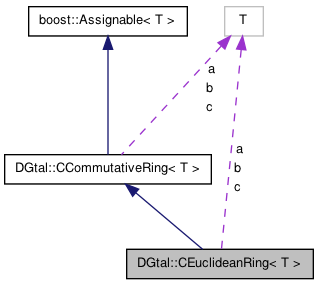 boost::Assignable< T >
T
a
b
c
DGtal::CCommutativeRing< T >
a
b
c
DGtal::CEuclideanRing< T >